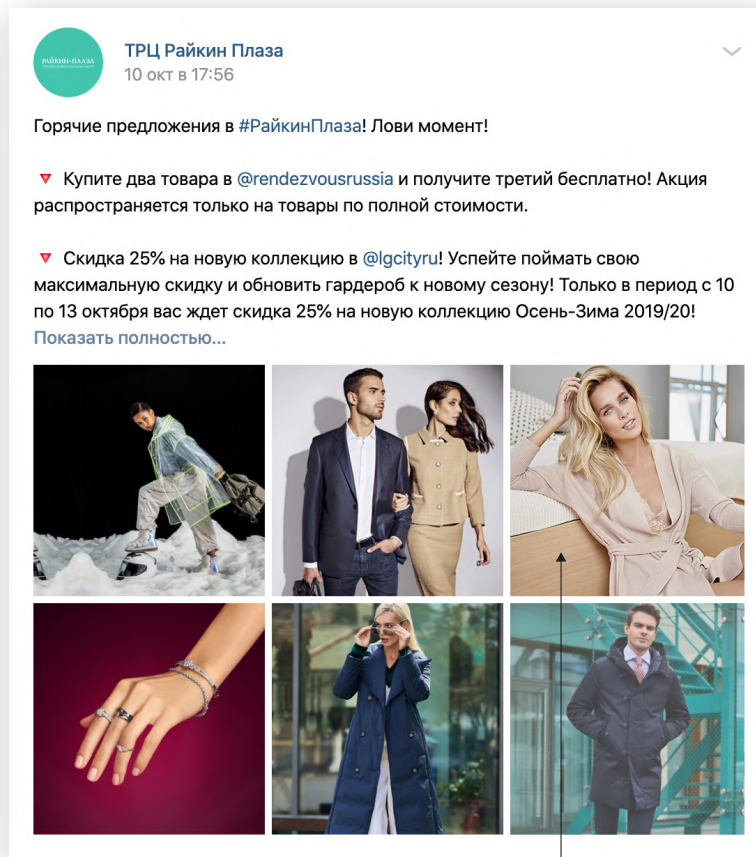 РАЙКИН-ПЛАЗА
ТРЦ Райкин Плаза
10 окт в 17:56
Горячие предложения в #РайкинПлаза! Лови момент!
Купите два товара в @rendezvousrussia и получите третий бесплатно! Акция
распространяется только на товары по полной стоимости.
Скидка 25% на новую коллекцию в @lgcityru! Успейте поймать свою
максимальную скидку и обновить гардероб к новому сезону! Только в период с 10
по 13 октября вас ждет скидка 25% на новую коллекцию Осень-Зима 2019/20!
Показать полностью...